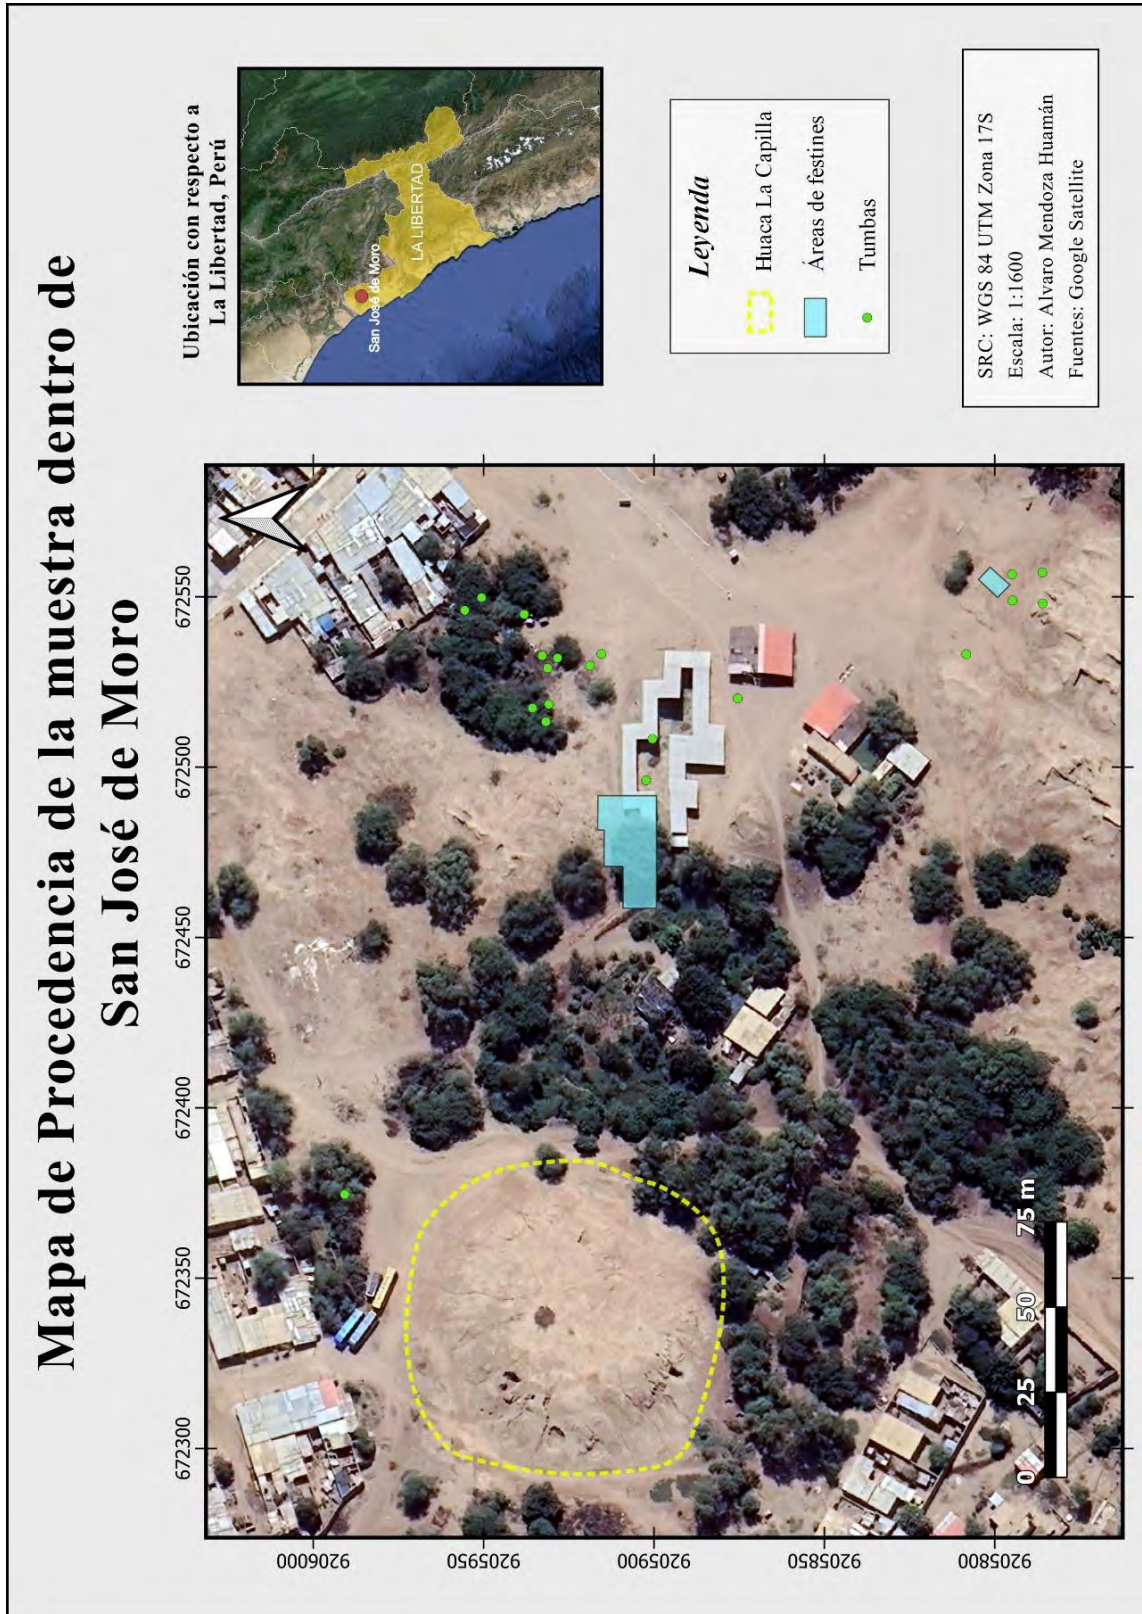 Mapa de Procedencia de la muestra dentro de
San José de Moro
672300
672350
672400
672450
672500
672550
9206000
9205950
9205900
9205850
9205800
0
25
50
75 m
Ubicación con respecto a
La Libertad, Perú
San José de Moro
LA LIBERTAD
Leyenda
Huaca La Capilla
Áreas de festines
Tumbas
SRC: WGS 84 UTM Zona 17S
Escala: 1:1600
Autor: Alvaro Mendoza Huamán
Fuentes: Google Satellite